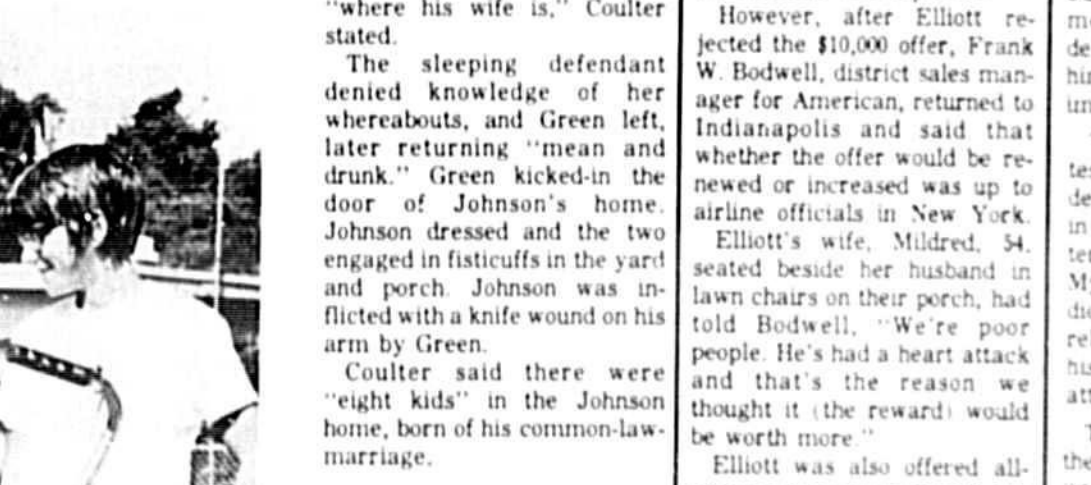 "where his wife is," Coulter
stated.
The sleeping defendant
denied knowledge of her
whereabouts, and Green left,
later returning "mean and
drunk." Green kicked-in the
door of Johnson's home.
Johnson dressed and the two
engaged in fisticuffs in the yard
and porch. Johnson was in-
flicted with a knife wound on his
arm by Green.
Coulter said there were
"eight kids" in the Johnson
home, born of his common-law-
marriage.
However, after Elliott re-
jected the $10,000 offer, Frank
W. Bodwell, district sales man-
ager for American, returned to
Indianapolis and said that
whether the offer would be re-
newed or increased was up to
airline officials in New York.
Elliott's wife, Mildred, 54,
seated beside her husband in
lawn chairs on their porch, had
told Bodwell, "We're poor
people. He's had a heart attack
and that's the reason we
thought it (the reward) would
be worth more."
Elliott was also offered all-